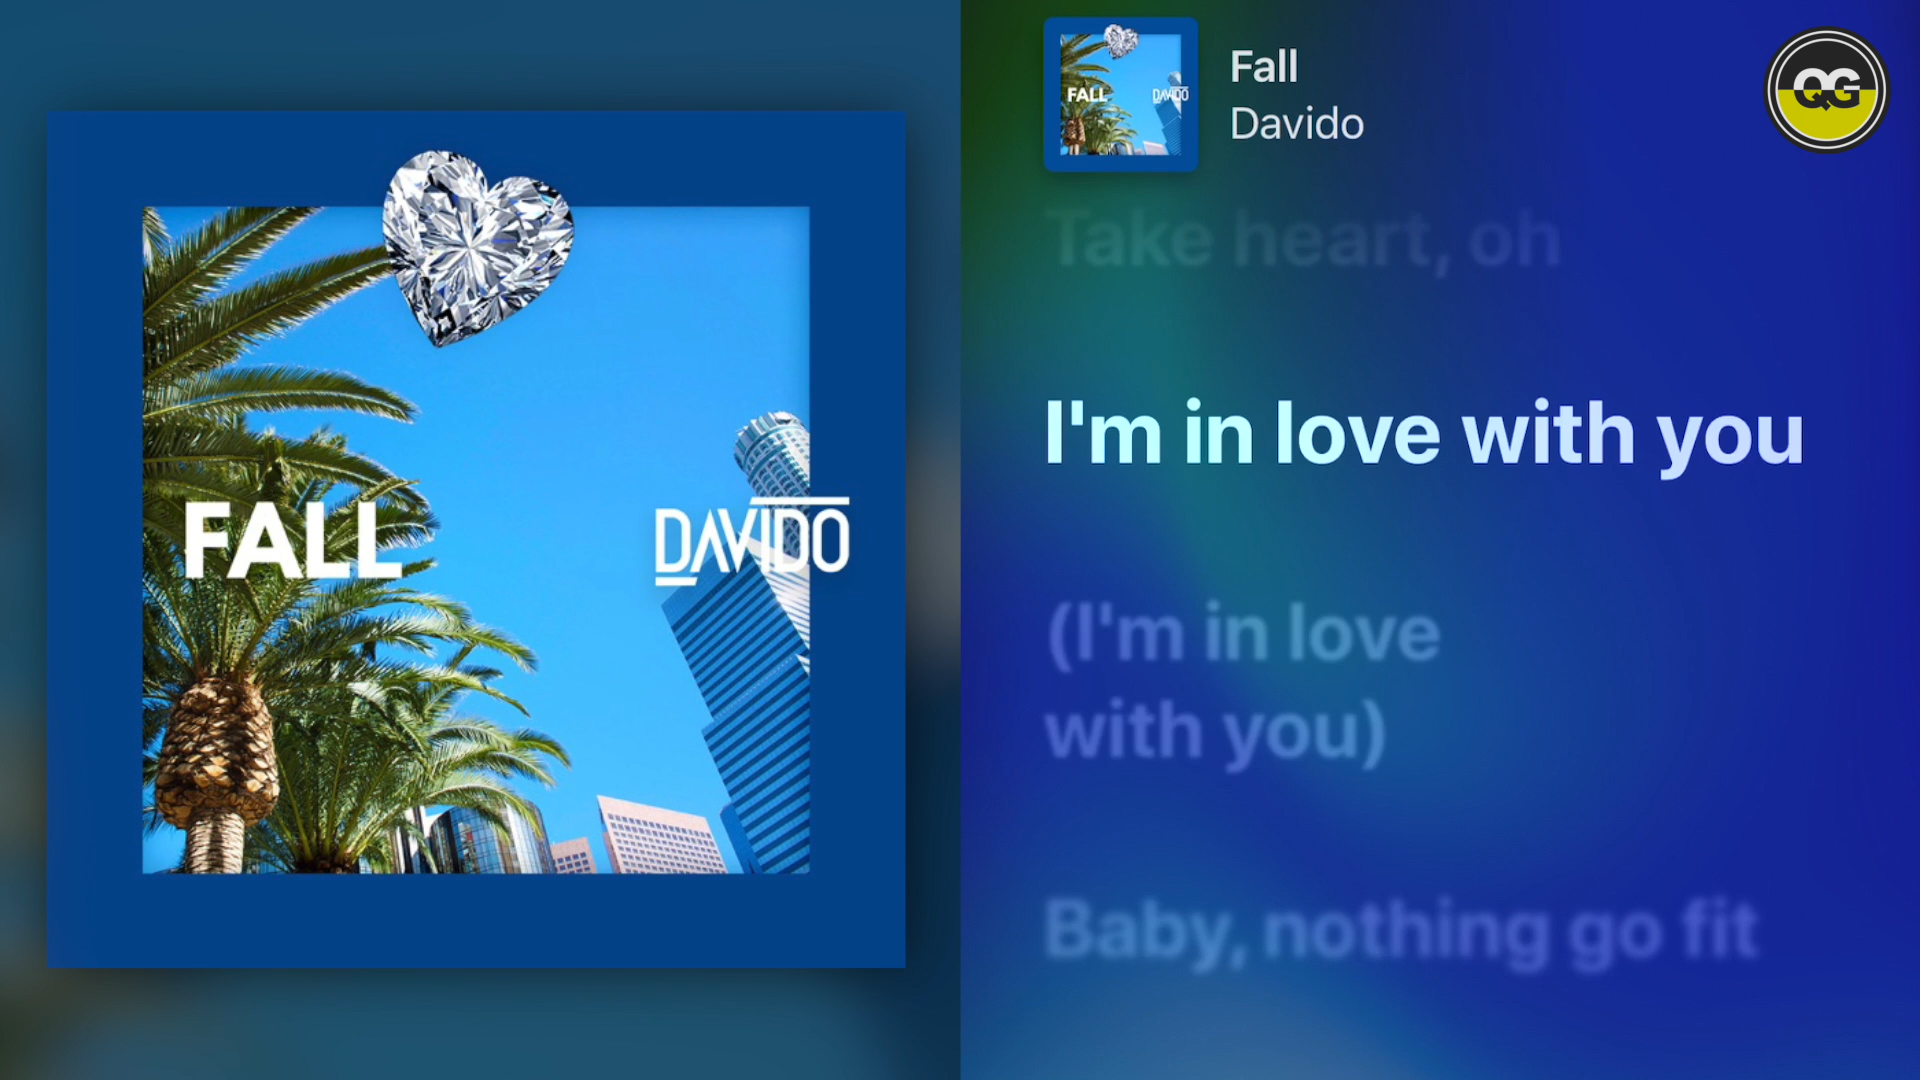 FALL
DAVIDO
FALL
DAVIDO
Fall
Davido
QG
Take heart, oh
I'm in love with you
(I'm in love
with you)
Baby, nothing go fit